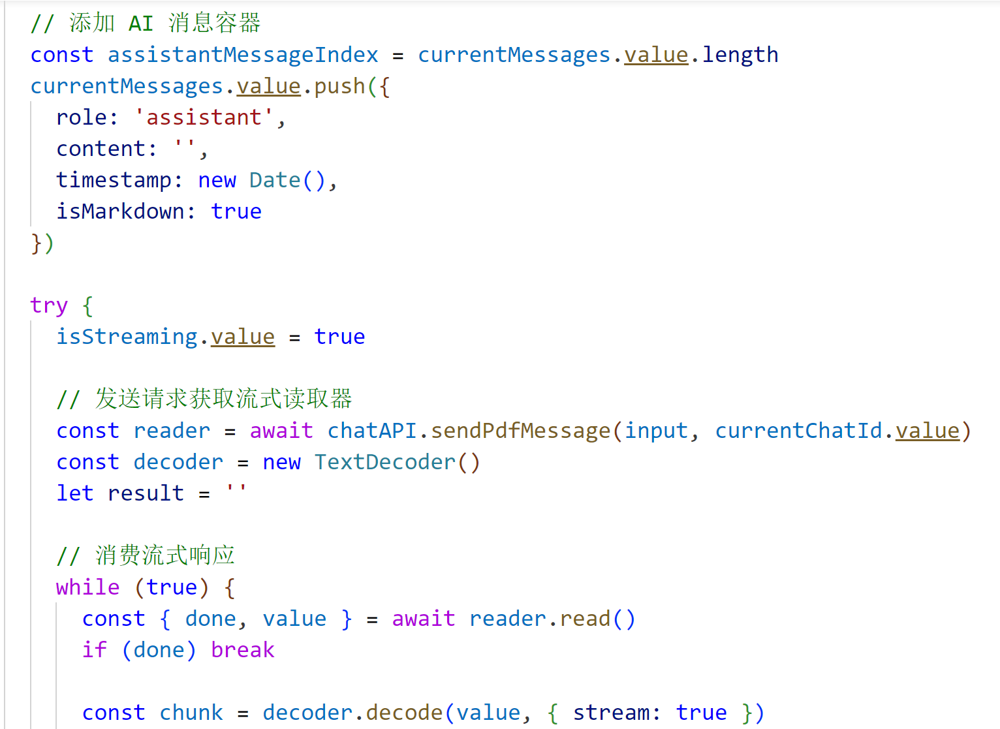 // 添加 AI 消息容器
const assistantMessageIndex = currentMessages.value.length
currentMessages.value.push({
  role: 'assistant',
  content: '',
  timestamp: new Date(),
  isMarkdown: true
})

try {
  isStreaming.value = true

  // 发送请求获取流式读取器
  const reader = await chatAPI.sendPdfMessage(input, currentChatId.value)
  const decoder = new TextDecoder()
  let result = ''

  // 消费流式响应
  while (true) {
    const { done, value } = await reader.read()
    if (done) break

    const chunk = decoder.decode(value, { stream: true })